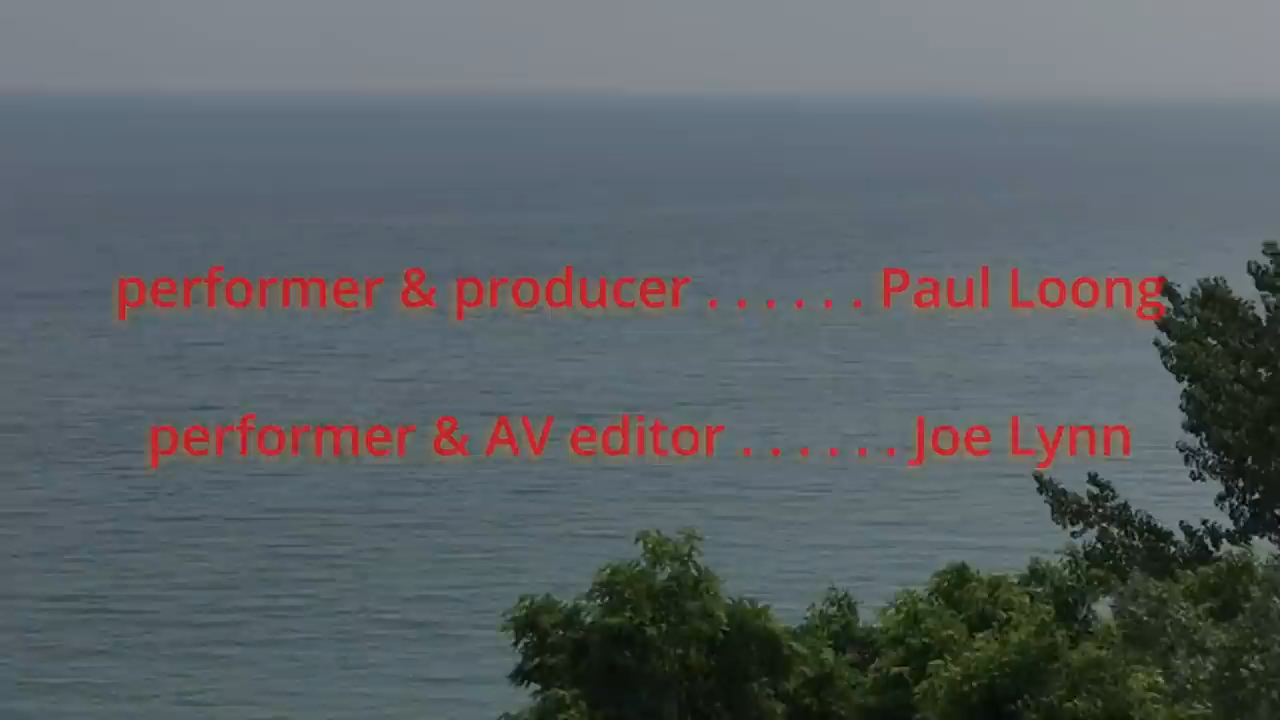 performer & producer . . . . . . Paul Loong
performer & AV editor . . . . . . Joe Lynn